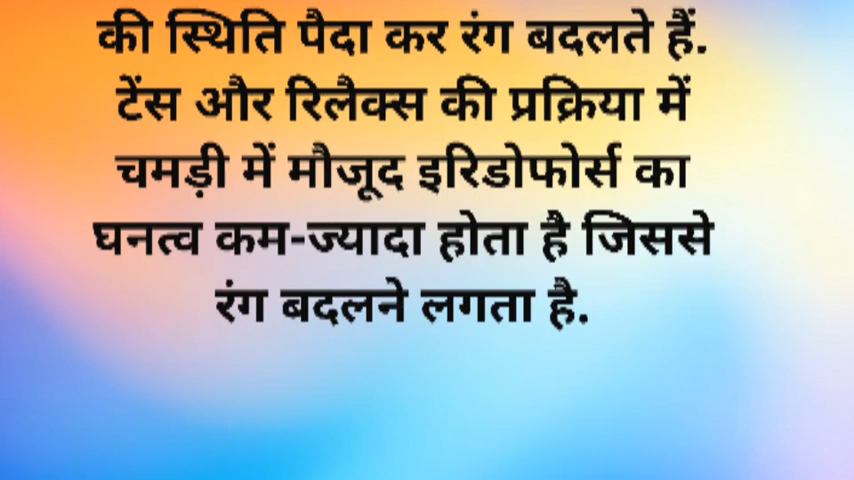 की स्थिति पैदा कर रंग बदलते हैं.
टेंस और रिलैक्स की प्रक्रिया में
चमड़ी में मौजूद इरिडोफोर्स का
घनत्व कम-ज्यादा होता है जिससे
रंग बदलने लगता है.